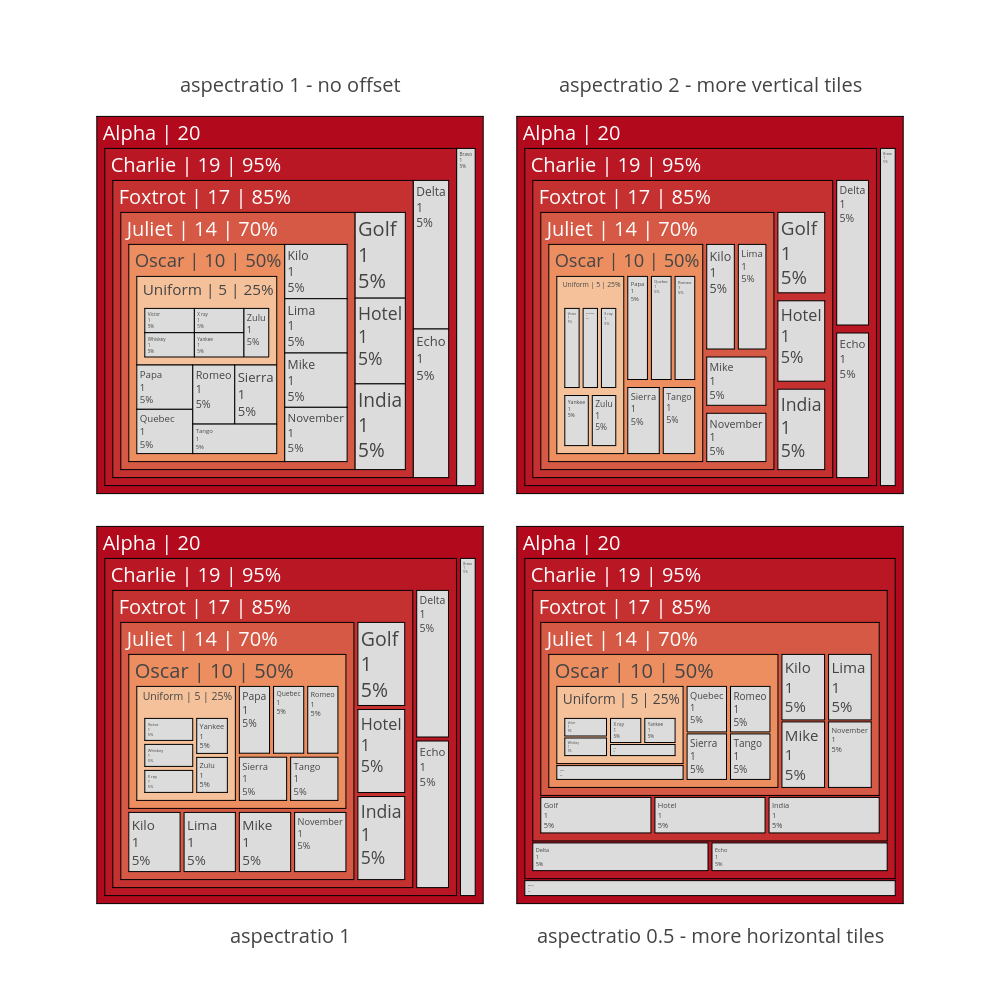 aspectratio 1 - no offset
Alpha | 20
Charlie | 19 | 95%
Bravo
1
5%
Foxtrot | 17 | 85%
Delta
1
5%
Echo
1
5%
Juliet | 14 | 70%
Golf
1
5%
Hotel
1
5%
India
1
5%
Oscar | 10 | 50%
Kilo
1
5%
Lima
1
5%
Mike
1
5%
November
1
5%
Uniform | 5 | 25%
Victor
1
5%
X ray
1
5%
Zulu
1
5%
Whiskey
1
5%
Yankee
1
5%
Papa
1
5%
Romeo
1
5%
Sierra
1
5%
Quebec
1
5%
Tango
1
5%
aspectratio 2 - more vertical tiles
Alpha | 20
Charlie | 19 | 95%
Foxtrot | 17 | 85%
Delta
1
5%
Echo
1
5%
Juliet | 14 | 70%
Golf
1
5%
Hotel
1
5%
India
1
5%
Oscar | 10 | 50%
Kilo
1
5%
Lima
1
5%
Mike
1
5%
November
1
5%
Uniform | 5 | 25%
Papa
1
5%
Quebec
1
5%
Romeo
1
5%
X ray
1
5%
Yankee
1
5%
Zulu
1
5%
Sierra
1
5%
Tango
1
5%
Alpha | 20
Charlie | 19 | 95%
Foxtrot | 17 | 85%
Delta
1
5%
Echo
1
5%
Juliet | 14 | 70%
Golf
1
5%
Hotel
1
5%
India
1
5%
Oscar | 10 | 50%
Uniform | 5 | 25%
Papa
1
5%
Quebec
1
5%
Romeo
1
5%
Victor
1
5%
Yankee
1
5%
Whiskey
1
5%
X ray
1
5%
Zulu
1
5%
Sierra
1
5%
Tango
1
5%
Kilo
1
5%
Lima
1
5%
Mike
1
5%
November
1
5%
aspectratio 1
Alpha | 20
Charlie | 19 | 95%
Foxtrot | 17 | 85%
Juliet | 14 | 70%
Oscar | 10 | 50%
Kilo
1
5%
Lima
1
5%
Mike
1
5%
November
1
5%
Uniform | 5 | 25%
Quebec
1
5%
Romeo
1
5%
Sierra
1
5%
Tango
1
5%
Victor
1
5%
X ray
1
5%
Yankee
1
5%
Whiskey
1
5%
Golf
1
5%
Hotel
1
5%
India
1
5%
Delta
1
5%
Echo
1
5%
aspectratio 0.5 - more horizontal tiles